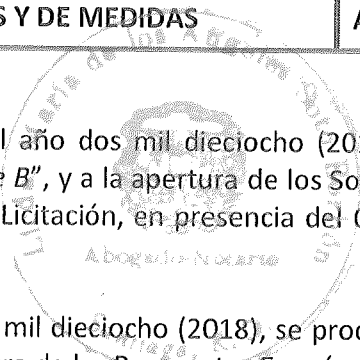 S Y DE MEDIDAS
l año dos mil dieciocho (20
e B”, y a la apertura de los So
Licitación, en presencia del
Abogado-Notario
mil dieciocho (2018), se pro